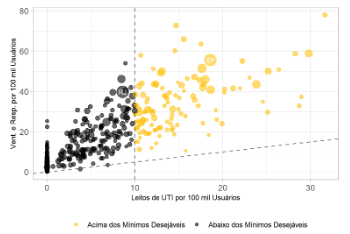 Vent. e Resp. por 100 mil Usuários
80
60
40
20
0
0
10
20
30
Leitos de UTI por 100 mil Usuários
Acima dos Mínimos Desejáveis
Abaixo dos Mínimos Desejáveis